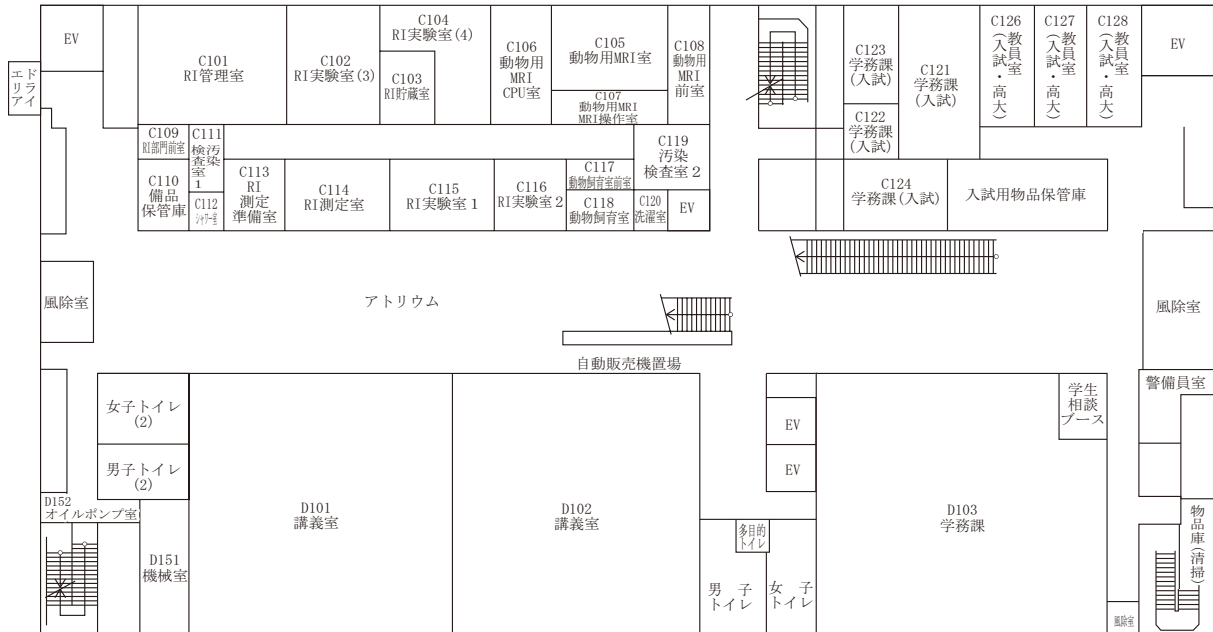 EV
エアドライ
C101
RI管理室
C102
RI実験室(3)
C104
RI実験室(4)
C103
RI貯蔵室
C106
動物用
MRI
CPU室
C105
動物用MRI室
C107
動物用MRI
MRI操作室
C108
動物用
MRI
前室
C123
学務課
(入試)
C122
学務課
(入試)
C121
学務課
(入試)
C126
教員室
(入試・高大)
C127
教員室
(入試・高大)
C128
教員室
(入試・高大)
EV
C109
RI部門前室
C110
備品
保管庫
C111
汚染
検査室
1
C112
シャワー室
C113
RI
測定
準備室
C114
RI測定室
C115
RI実験室1
C116
RI実験室2
C117
動物飼育室前室
C118
動物飼育室
C119
汚染
検査室2
C120
洗濯室
EV
C124
学務課(入試)
入試用物品保管庫
風除室
アトリウム
風除室
自動販売機置場
女子トイレ
(2)
男子トイレ
(2)
EV
EV
学生
相談
ブース
警備員室
D101
講義室
D102
講義室
D103
学務課
D152
オイルポンプ室
D151
機械室
多目的
トイレ
男子
トイレ
女子
トイレ
物品庫(清掃)
風除室